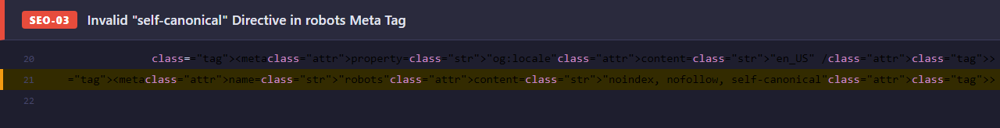 SEO-03 Invalid "self-canonical" Directive in robots Meta Tag
20 class=="tag"><metaclass="attr">property=class="str">"og:locale"class="attr">content=class="str">"en_US" /class="attr">class="tag">>
21 ="tag"><metaclass="attr">name=class="str">"robots"class="attr">content=class="str">"noindex, nofollow, self-canonical"class="attr">class="tag">>
22